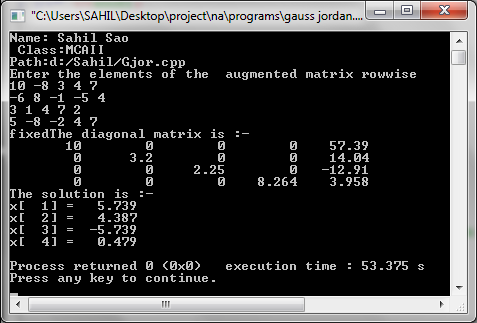 "C:\Users\SAHIL\Desktop\project\na\programs\gauss jordan....
Name: Sahil Sao
Class:MCAII
Path:d:/Sahil/Gjor.cpp
Enter the elements of the augmented matrix rowwise
10 -8 3 4 7
-6 8 -1 -5 4
3 1 4 7 2
5 -8 -2 4 7
fixedThe diagonal matrix is :-
10 0 0 0 57.39
0 3.2 0 0 14.04
0 0 2.25 0 -12.91
0 0 0 8.264 3.958
The solution is :-
x[ 1] = 5.739
x[ 2] = 4.387
x[ 3] = -5.739
x[ 4] = 0.479
Process returned 0 (0x0) execution time : 53.375 s
Press any key to continue.